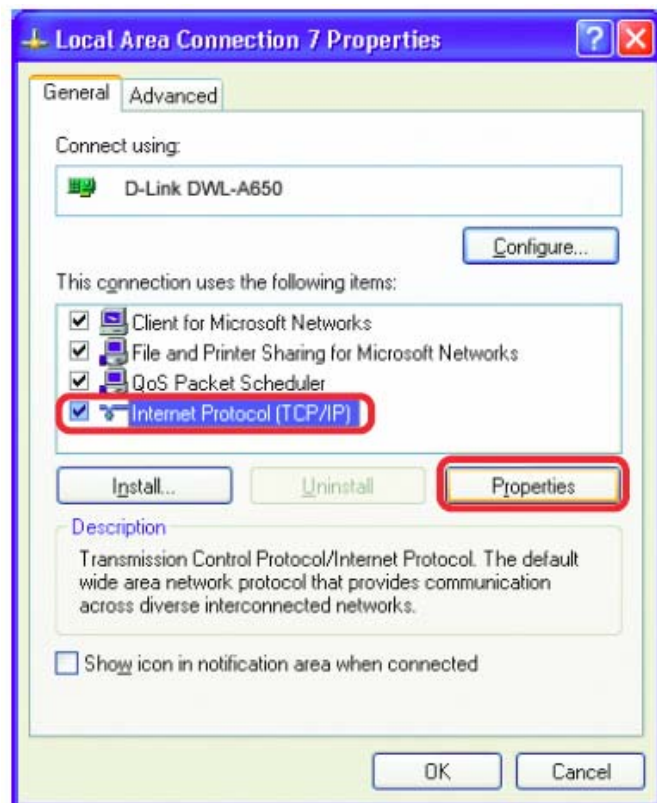 Local Area Connection 7 Properties
General
Advanced
Connect using:
D-Link DWL-A650
Configure...
This connection uses the following items:
Client for Microsoft Networks
File and Printer Sharing for Microsoft Networks
QoS Packet Scheduler
Internet Protocol (TCP/IP)
Install...
Uninstall
Properties
Description
Transmission Control Protocol/Internet Protocol. The default
wide area network protocol that provides communication
across diverse interconnected networks.
Show icon in notification area when connected
OK
Cancel